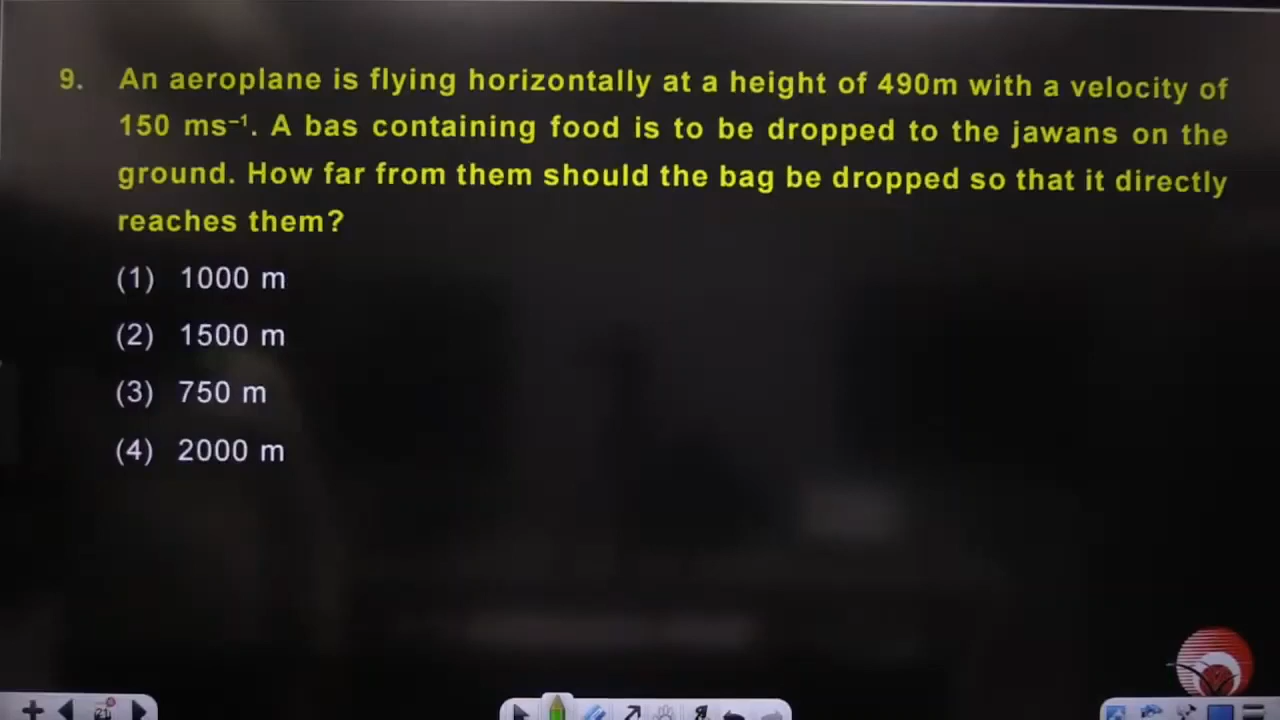 9. An aeroplane is flying horizontally at a height of 490m with a velocity of
150 ms⁻¹. A bas containing food is to be dropped to the jawans on the
ground. How far from them should the bag be dropped so that it directly
reaches them?
(1) 1000 m
(2) 1500 m
(3) 750 m
(4) 2000 m